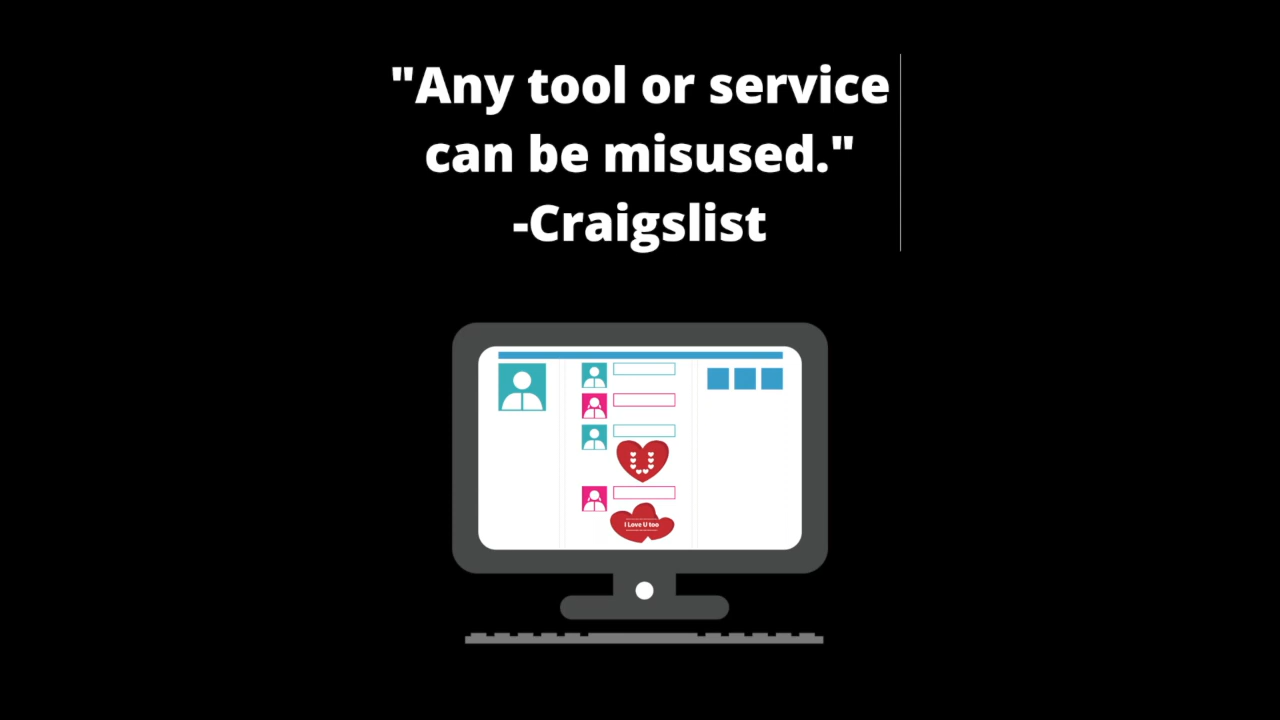 "Any tool or service
can be misused."
-Craigslist
I Love U too